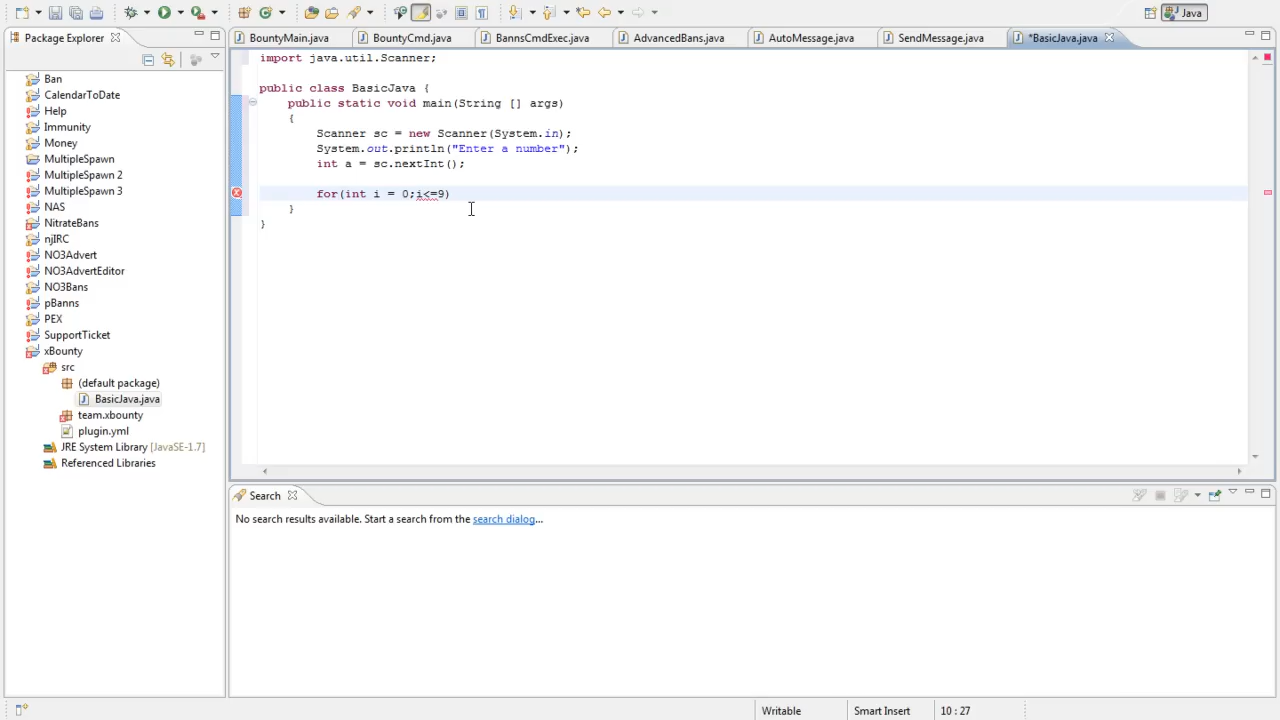 Java
Package Explorer
BountyMain.java
BountyCmd.java
BannsCmdExec.java
AdvancedBans.java
AutoMessage.java
SendMessage.java
*BasicJava.java
Ban
CalendarToDate
Help
Immunity
Money
MultipleSpawn
MultipleSpawn 2
MultipleSpawn 3
NAS
NitrateBans
njIRC
NO3Advert
NO3AdvertEditor
NO3Bans
pBanns
PEX
SupportTicket
xBounty
src
(default package)
BasicJava.java
team.xbounty
plugin.yml
JRE System Library [JavaSE-1.7]
Referenced Libraries
import java.util.Scanner;
public class BasicJava {
public static void main(String [] args)
{
Scanner sc = new Scanner(System.in);
System.out.println("Enter a number");
int a = sc.nextInt();
for(int i = 0;i<=9)
}
}
Search
No search results available. Start a search from the search dialog...
Writable
Smart Insert
10 : 27